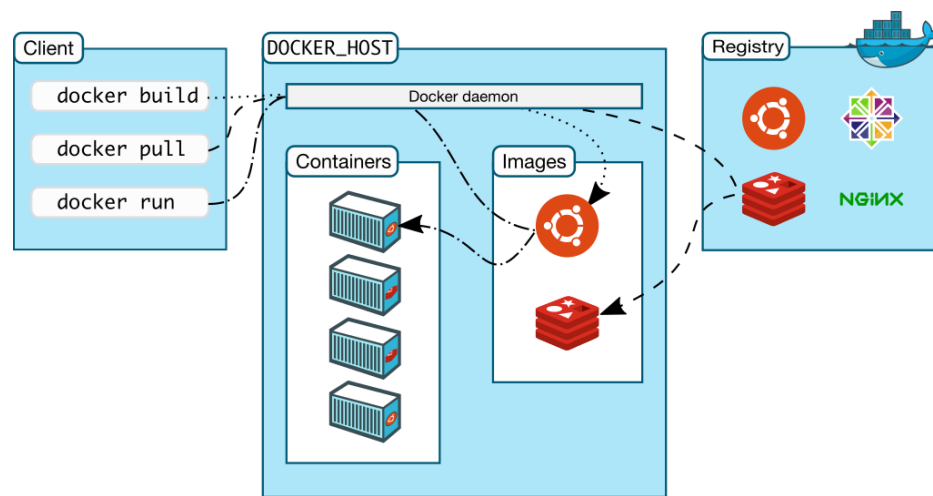 Client
docker build
docker pull
docker run
DOCKER_HOST
Docker daemon
Containers
Images
Registry
NGiNX